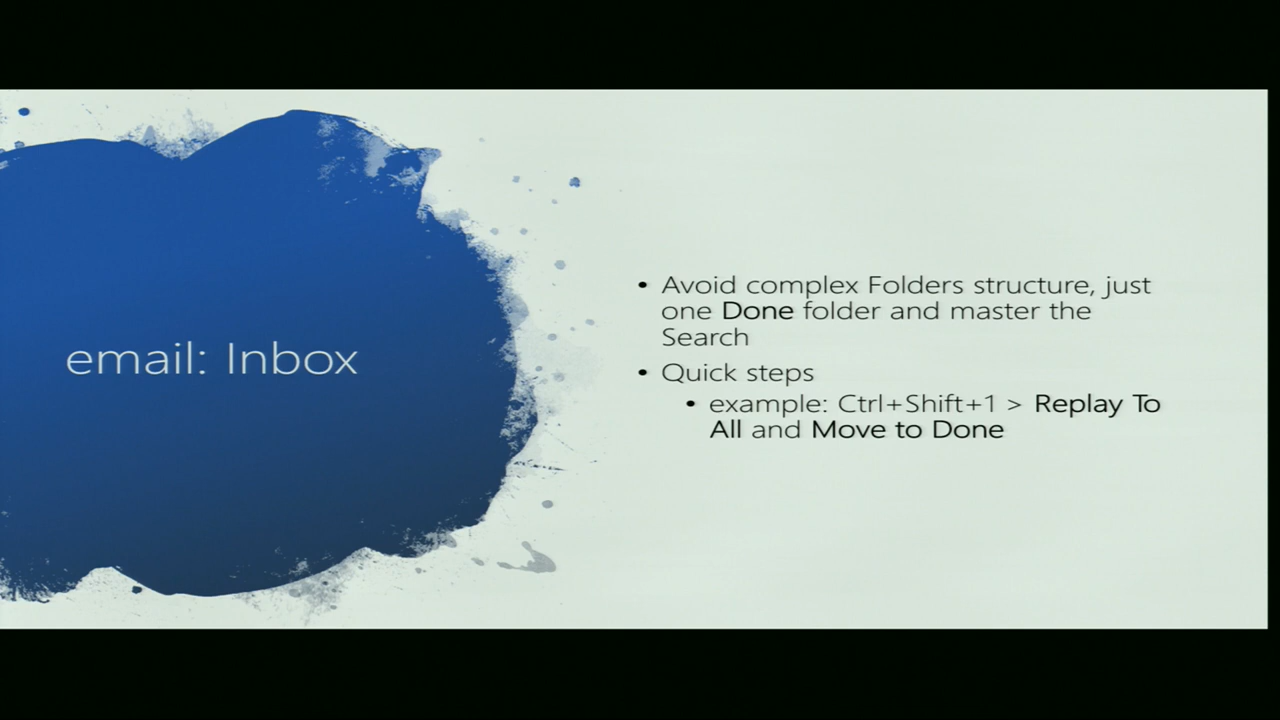 email: Inbox
• Avoid complex Folders structure, just
one Done folder and master the
Search
• Quick steps
• example: Ctrl+Shift+1 > Replay To
All and Move to Done